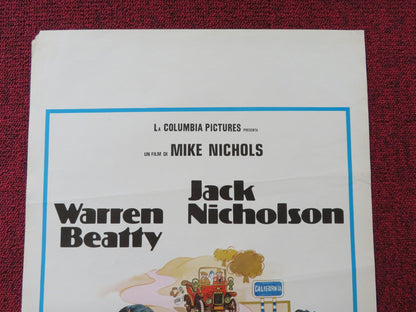 LA COLUMBIA PICTURES PRESENTA
UN FILM DI MIKE NICHOLS
Warren Beatty
Jack Nicholson
CALIFORNIA